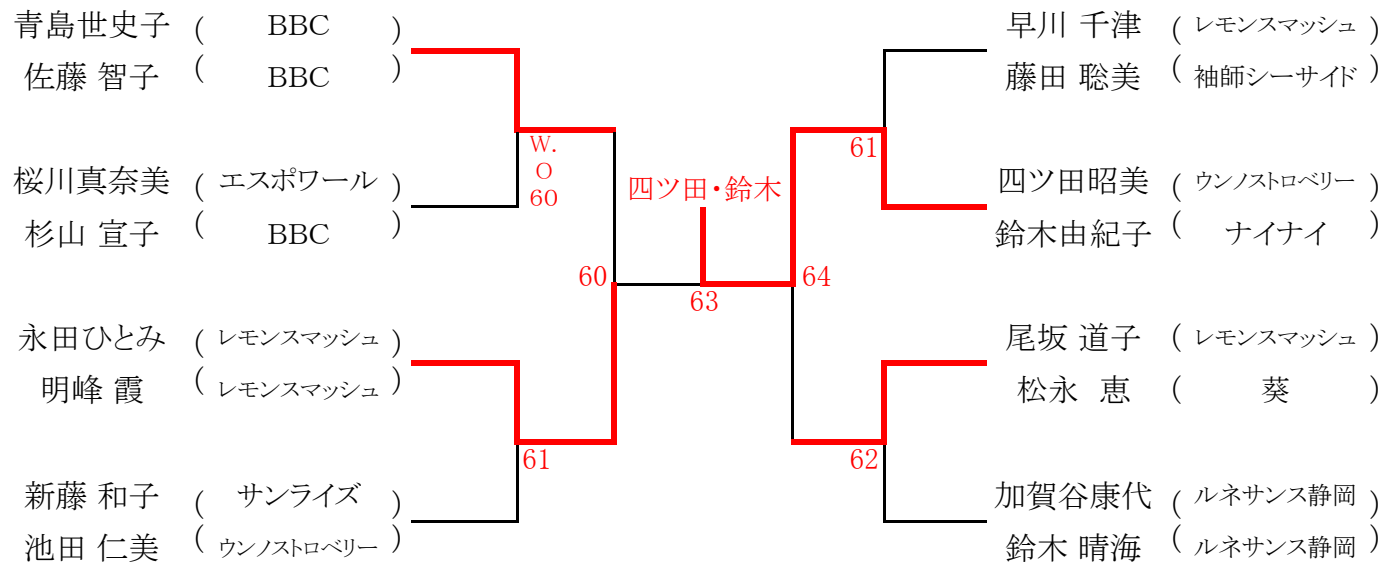 青島世史子 ( BBC )
佐藤 智子 ( BBC )
桜川真奈美 ( エスポワール )
杉山 宣子 ( BBC )
永田ひとみ ( レモンスマッシュ )
明峰 霞 ( レモンスマッシュ )
新藤 和子 ( サンライズ )
池田 仁美 ( ウンノストロベリー )
W.
O
60
61
60
四ツ田・鈴木
63
64
61
62
早川 千津 ( レモンスマッシュ )
藤田 聡美 ( 袖師シーサイド )
四ツ田昭美 ( ウンノストロベリー )
鈴木由紀子 ( ナイナイ )
尾坂 道子 ( レモンスマッシュ )
松永 恵 ( 葵 )
加賀谷康代 ( ルネサンス静岡 )
鈴木 晴海 ( ルネサンス静岡 )